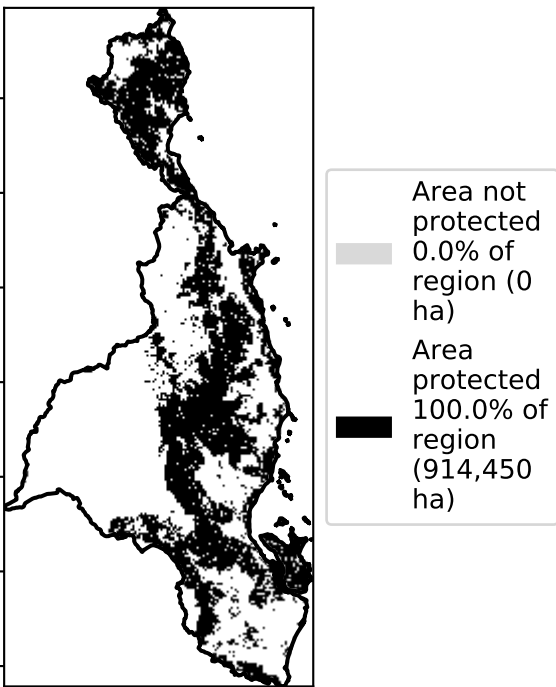 Area not
protected
0.0% of
region (0
ha)
Area
protected
100.0% of
region
(914,450
ha)